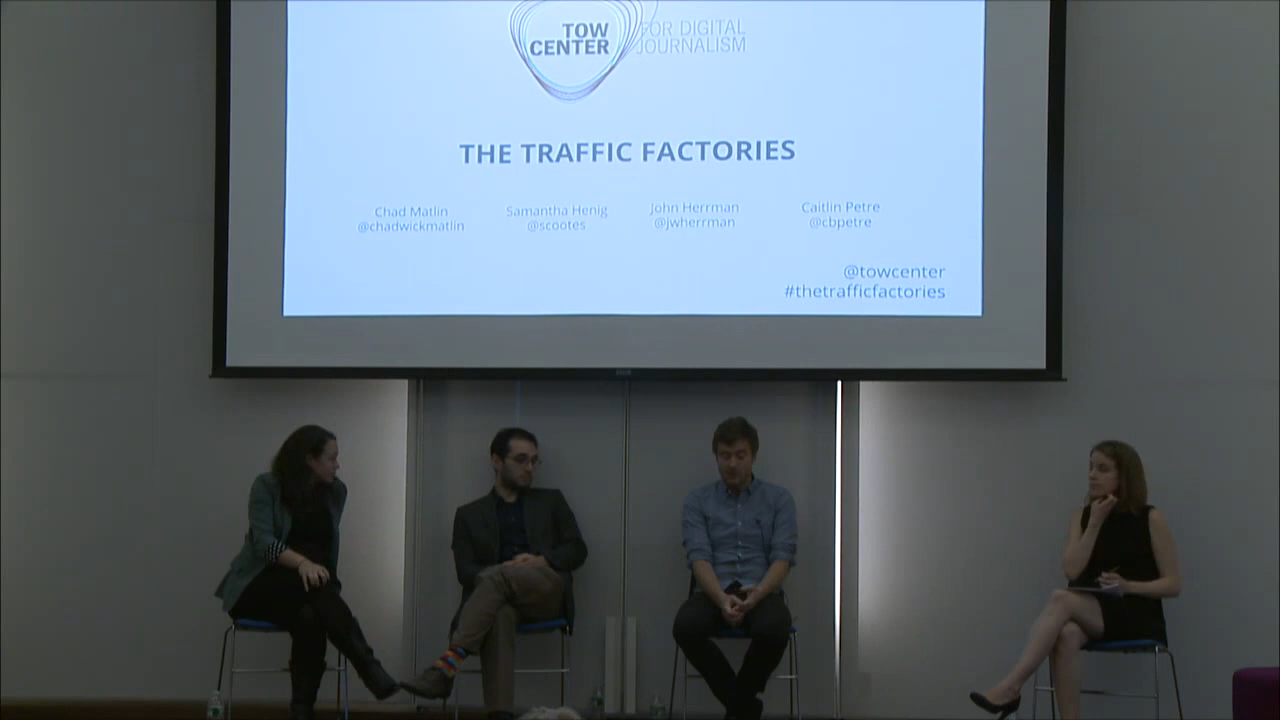 TOW
CENTER
FOR DIGITAL
JOURNALISM
THE TRAFFIC FACTORIES
Chad Matlin
@chadwickmatlin
Samantha Henig
@scootes
John Herrman
@jwherrman
Caitlin Petre
@cbpetre
@towcenter
#thetrafficfactories